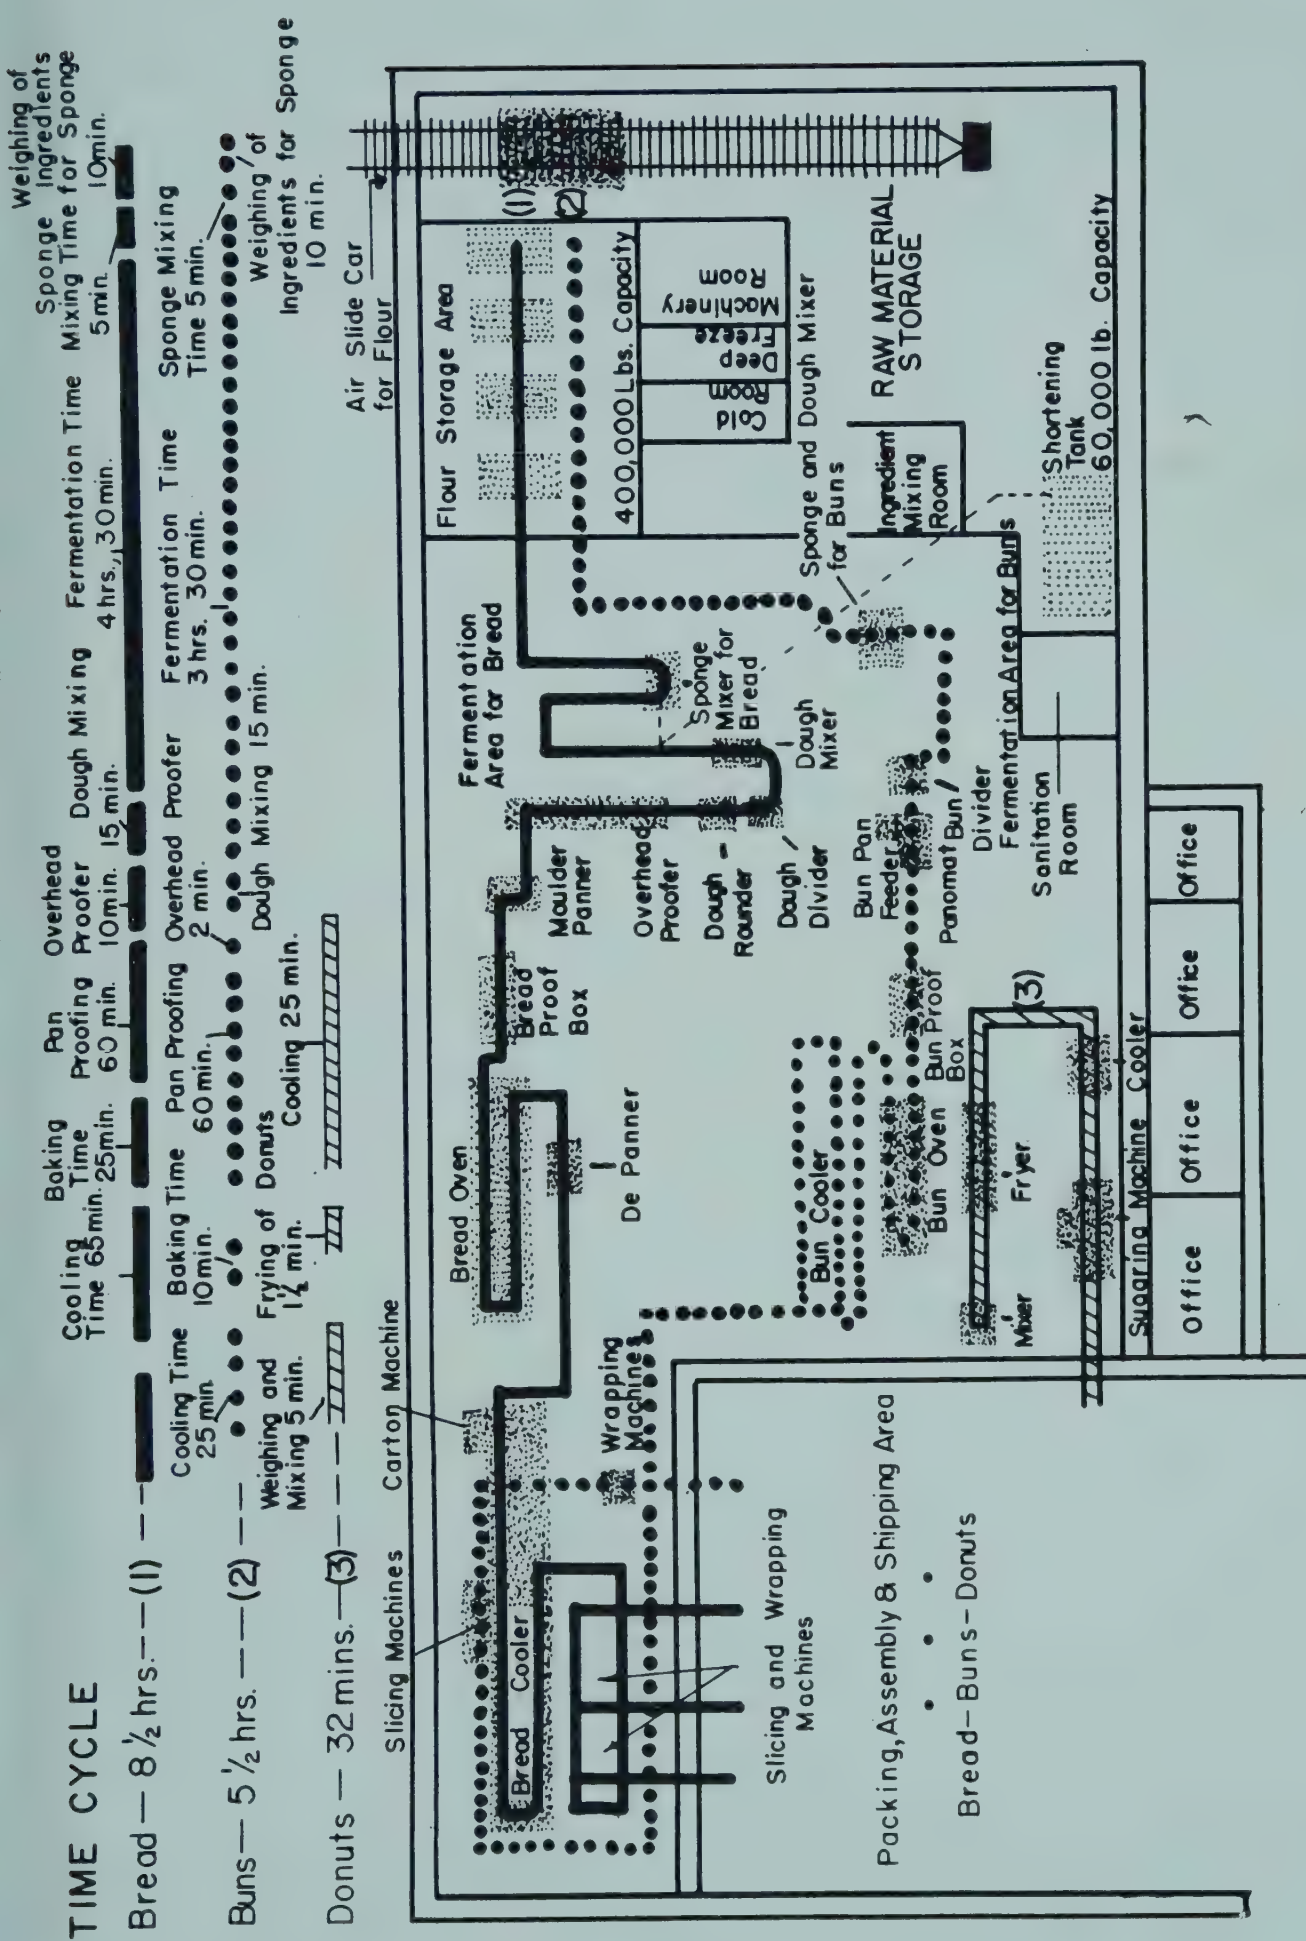 TIME CYCLE
Bread — 8 ½ hrs. — (1)
Cooling
Time 65 min.
Baking
Time
25 min.
Pan
Proofing
60 min.
Overhead
Proofer
10 min.
Dough Mixing
15 min.
Fermentation Time
4 hrs., 30 min.
Mixing Time for Sponge
5 min.
Weighing of
Sponge Ingredients
10 min.
Buns — 5 ½ hrs. — (2)
Cooling Time
25 min.
Baking Time
10 min.
Pan Proofing
60 min.
Overhead Proofer
2 min.
Dough Mixing 15 min.
Fermentation Time
3 hrs. 30 min.
Sponge Mixing
Time 5 min.
Weighing of
Ingredients for Sponge
10 min.
Donuts — 32 mins. — (3)
Weighing and
Mixing 5 min.
Frying of Donuts
1 ½ min.
Cooling 25 min.
Slicing Machines
Carton Machine
Air Slide Car
for Flour
Flour Storage Area
(1)
(2)
400,000 Lbs. Capacity
Cold
Room
Deep
Freeze
Machinery
Room
RAW MATERIAL
STORAGE
Ingredient
Mixing
Room
Shortening
Tank
60,000 lb. Capacity
Sponge and Dough Mixer
for Buns
Fermentation
Area for Bread
Sponge
Mixer for
Bread
Dough
Mixer
Dough
Divider
Dough
Rounder
Overhead
Proofer
Moulder
Panner
Bread
Proof
Box
Bread Oven
De Panner
Bread Cooler
Wrapping
Machines
Slicing and Wrapping
Machines
Bun Cooler
Bun Oven
Bun Proof
Box
Bun Pan
Feeder
Panomat Bun
Divider
Fermentation Area for Buns
Sanitation
Room
(3)
Mixer
Fryer
Sugaring Machine Cooler
Office
Office
Office
Office
Packing, Assembly & Shipping Area
Bread — Buns — Donuts